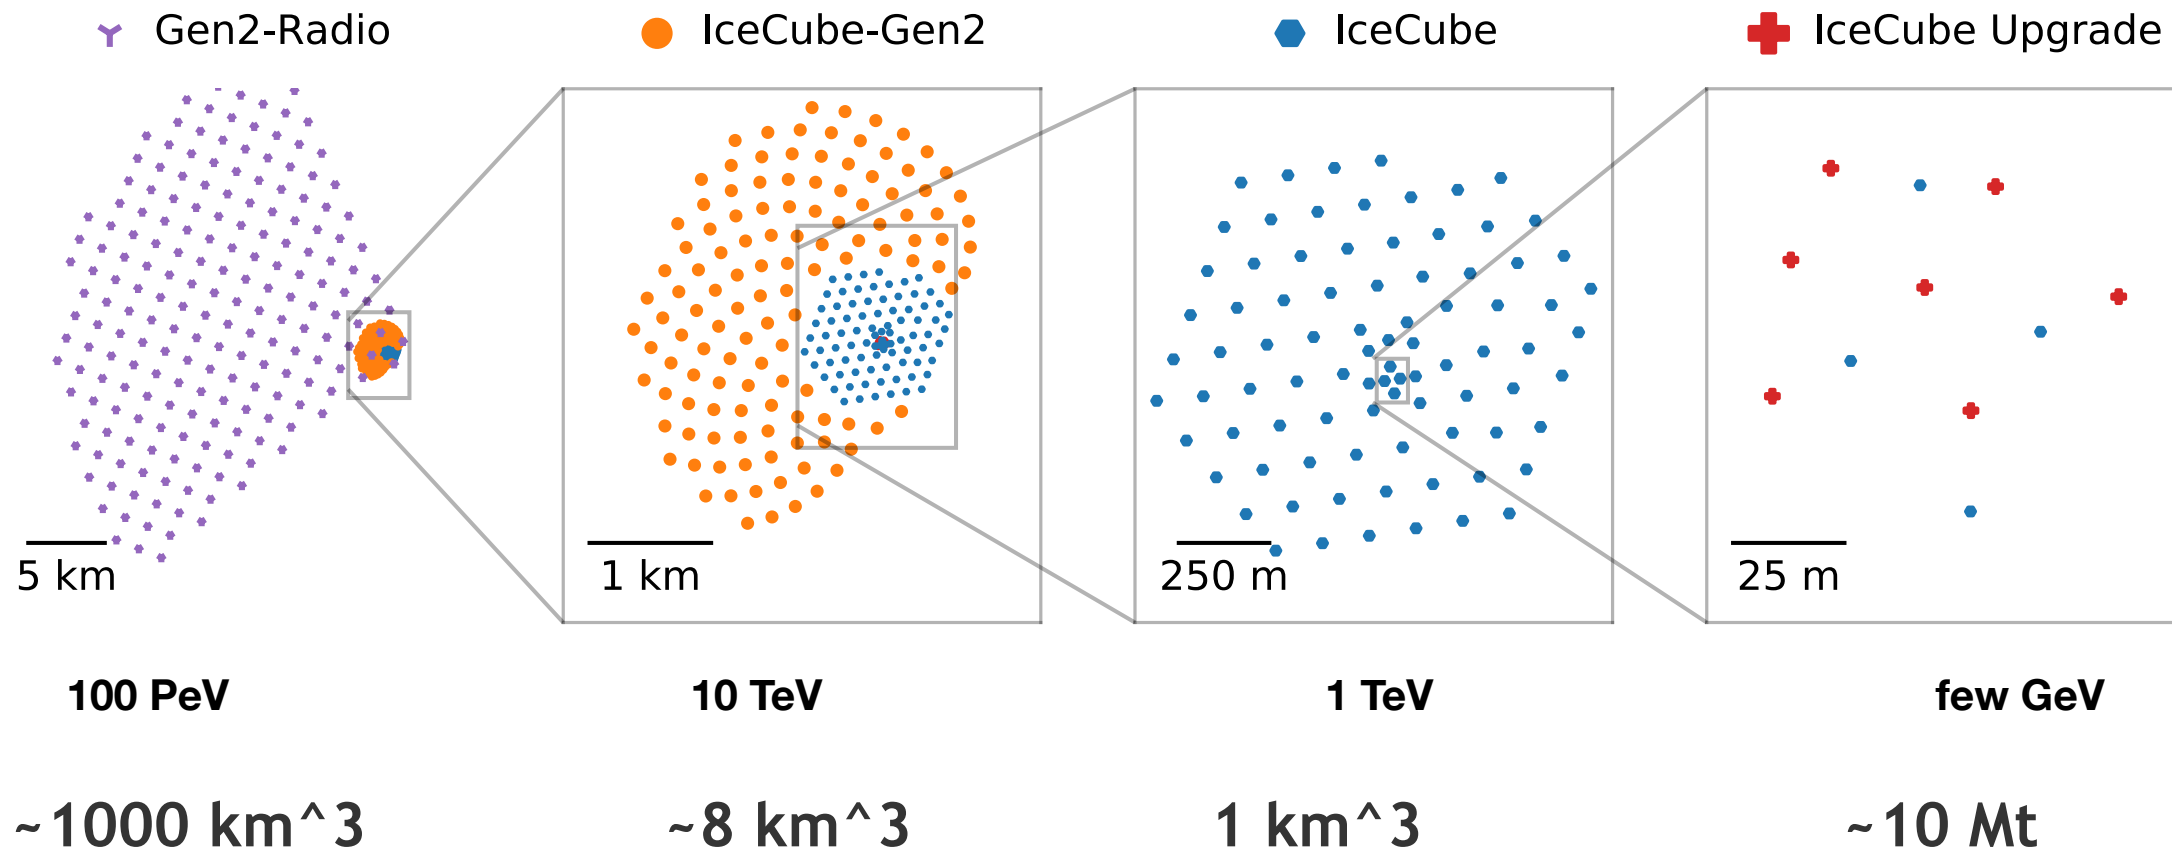 Gen2-Radio
IceCube-Gen2
IceCube
IceCube Upgrade
5 km
1 km
250 m
25 m
100 PeV
10 TeV
1 TeV
few GeV
~1000 km^3
~8 km^3
1 km^3
~10 Mt